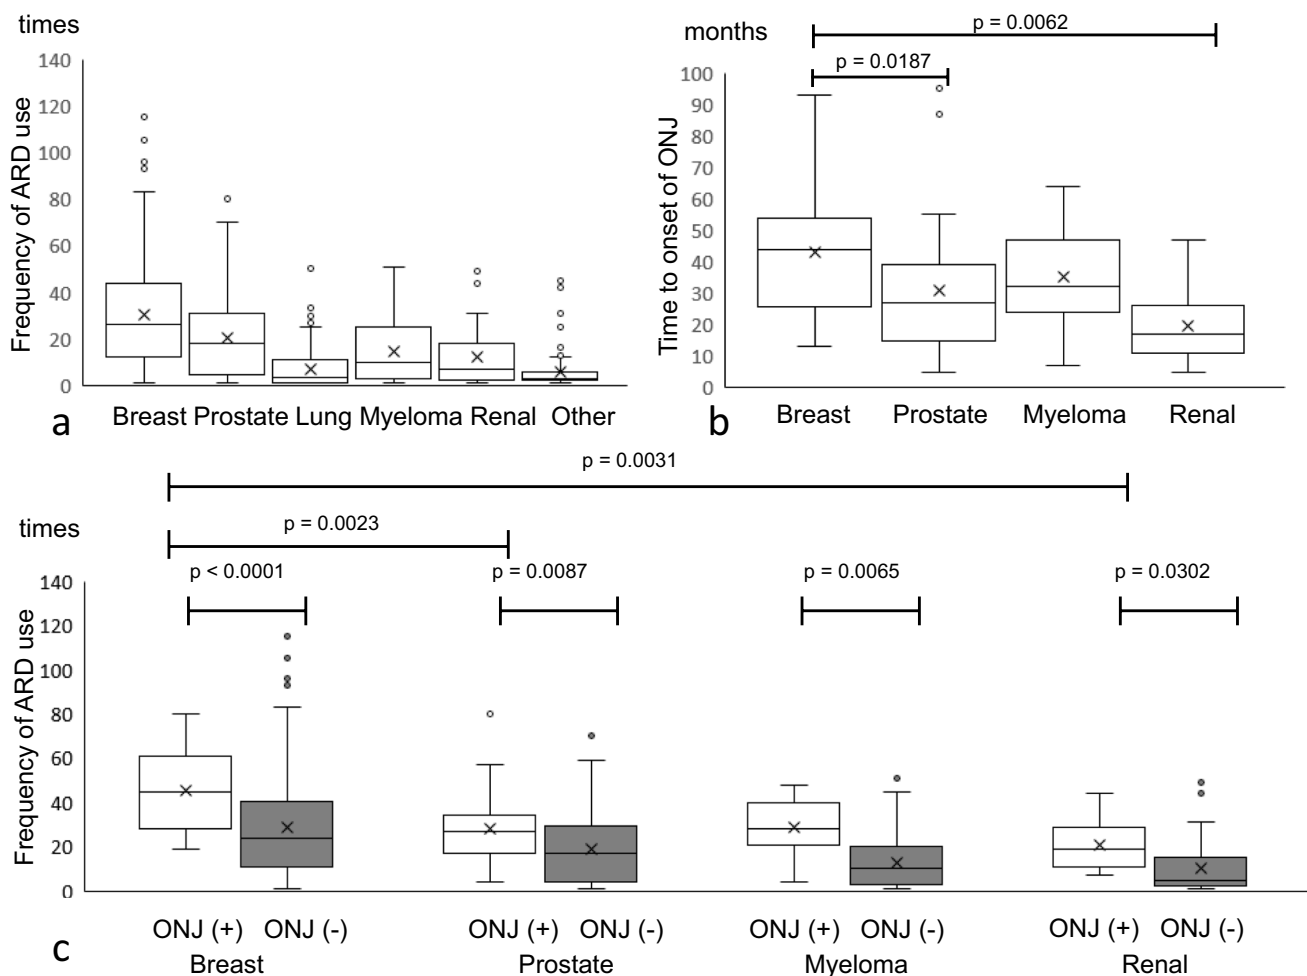 times
Frequency of ARD use
140
120
100
80
60
40
20
0
Breast Prostate Lung Myeloma Renal Other
a
months
p = 0.0062
p = 0.0187
Time to onset of ONJ
100
90
80
70
60
50
40
30
20
10
0
Breast Prostate Myeloma Renal
b
p = 0.0031
times
p = 0.0023
p < 0.0001 p = 0.0087 p = 0.0065 p = 0.0302
Frequency of ARD use
140
120
100
80
60
40
20
0
ONJ (+) ONJ (-) ONJ (+) ONJ (-) ONJ (+) ONJ (-) ONJ (+) ONJ (-)
Breast Prostate Myeloma Renal
c